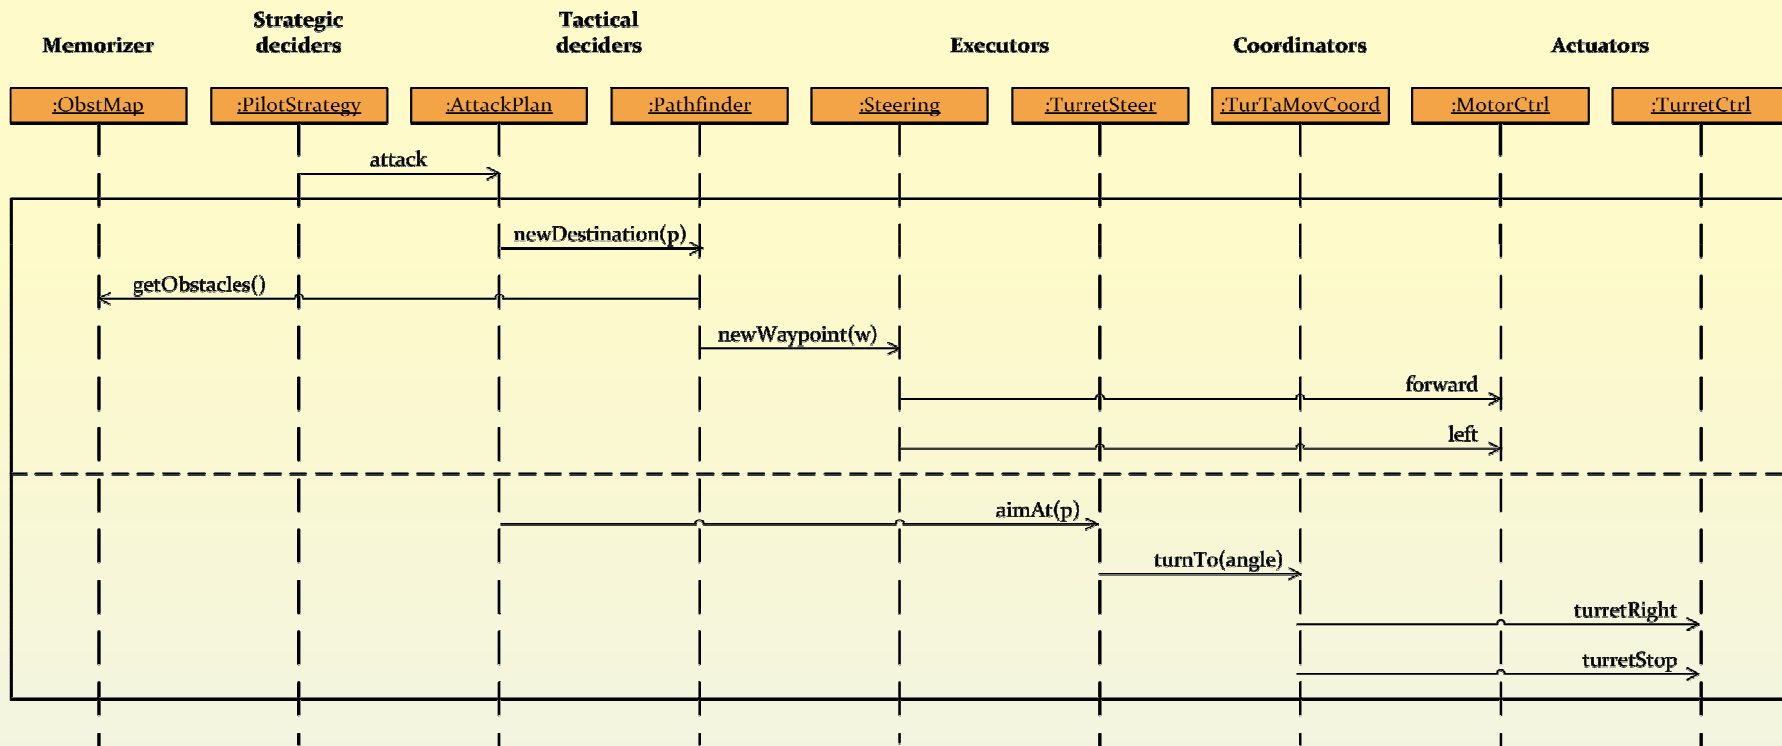 Strategic
deciders
Tactical
deciders
Memorizer
Executors
Coordinators
Actuators
:ObstMap
:PilotStrategy
:AttackPlan
:Pathfinder
:Steering
:TurretSteer
:TurTaMovCoord
:MotorCtrl
:TurretCtrl
attack
newDestination(p)
getObstacles()
newWaypoint(w)
forward
left
aimAt(p)
turnTo(angle)
turretRight
turretStop